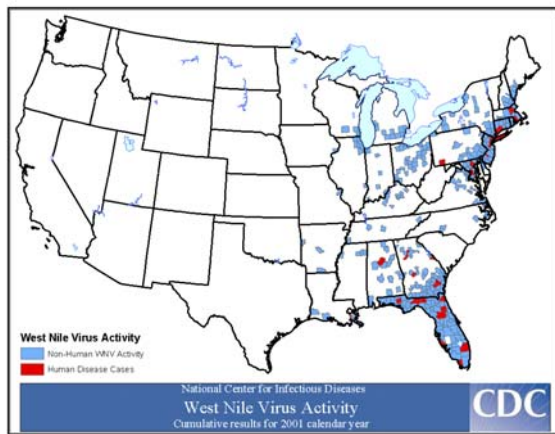 West Nile Virus Activity
Non-Human WNV Activity
Human Disease Cases
National Center for Infectious Diseases
West Nile Virus Activity
Cumulative results for 2001 calendar year
CDC